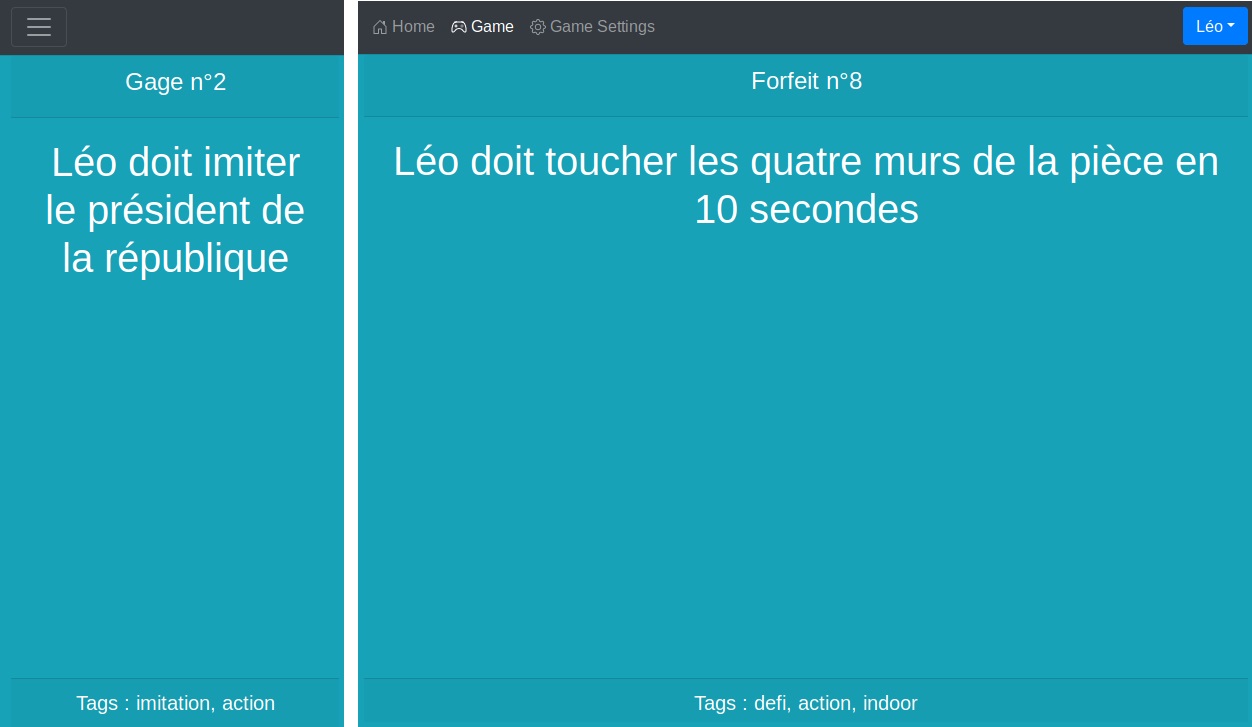 Gage n°2
Léo doit imiter
le président de
la république
Tags : imitation, action
Home Game Game Settings Léo
Forfeit n°8
Léo doit toucher les quatre murs de la pièce en
10 secondes
Tags : defi, action, indoor